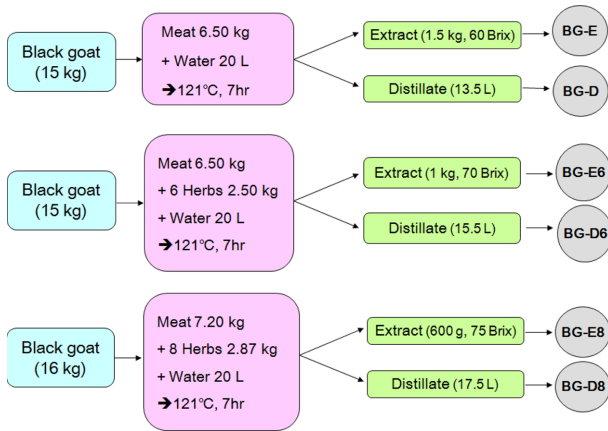 Black goat
(15 kg)
Meat 6.50 kg
+ Water 20 L
➔121℃, 7hr
Extract (1.5 kg, 60 Brix)
BG-E
Distillate (13.5 L)
BG-D
Black goat
(15 kg)
Meat 6.50 kg
+ 6 Herbs 2.50 kg
+ Water 20 L
➔121℃, 7hr
Extract (1 kg, 70 Brix)
BG-E6
Distillate (15.5 L)
BG-D6
Black goat
(16 kg)
Meat 7.20 kg
+ 8 Herbs 2.87 kg
+ Water 20 L
➔121℃, 7hr
Extract (600 g, 75 Brix)
BG-E8
Distillate (17.5 L)
BG-D8